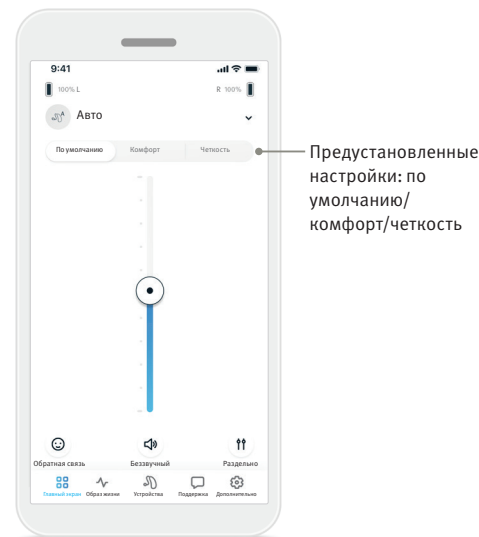 9:41
100% L
R 100%
Авто
По умолчанию Комфорт Четкость
Предустановленные
настройки: по
умолчанию/
комфорт/четкость
Обратная связь Беззвучный Раздельно
Главный экран Образ жизни Устройства Поддержка Дополнительно